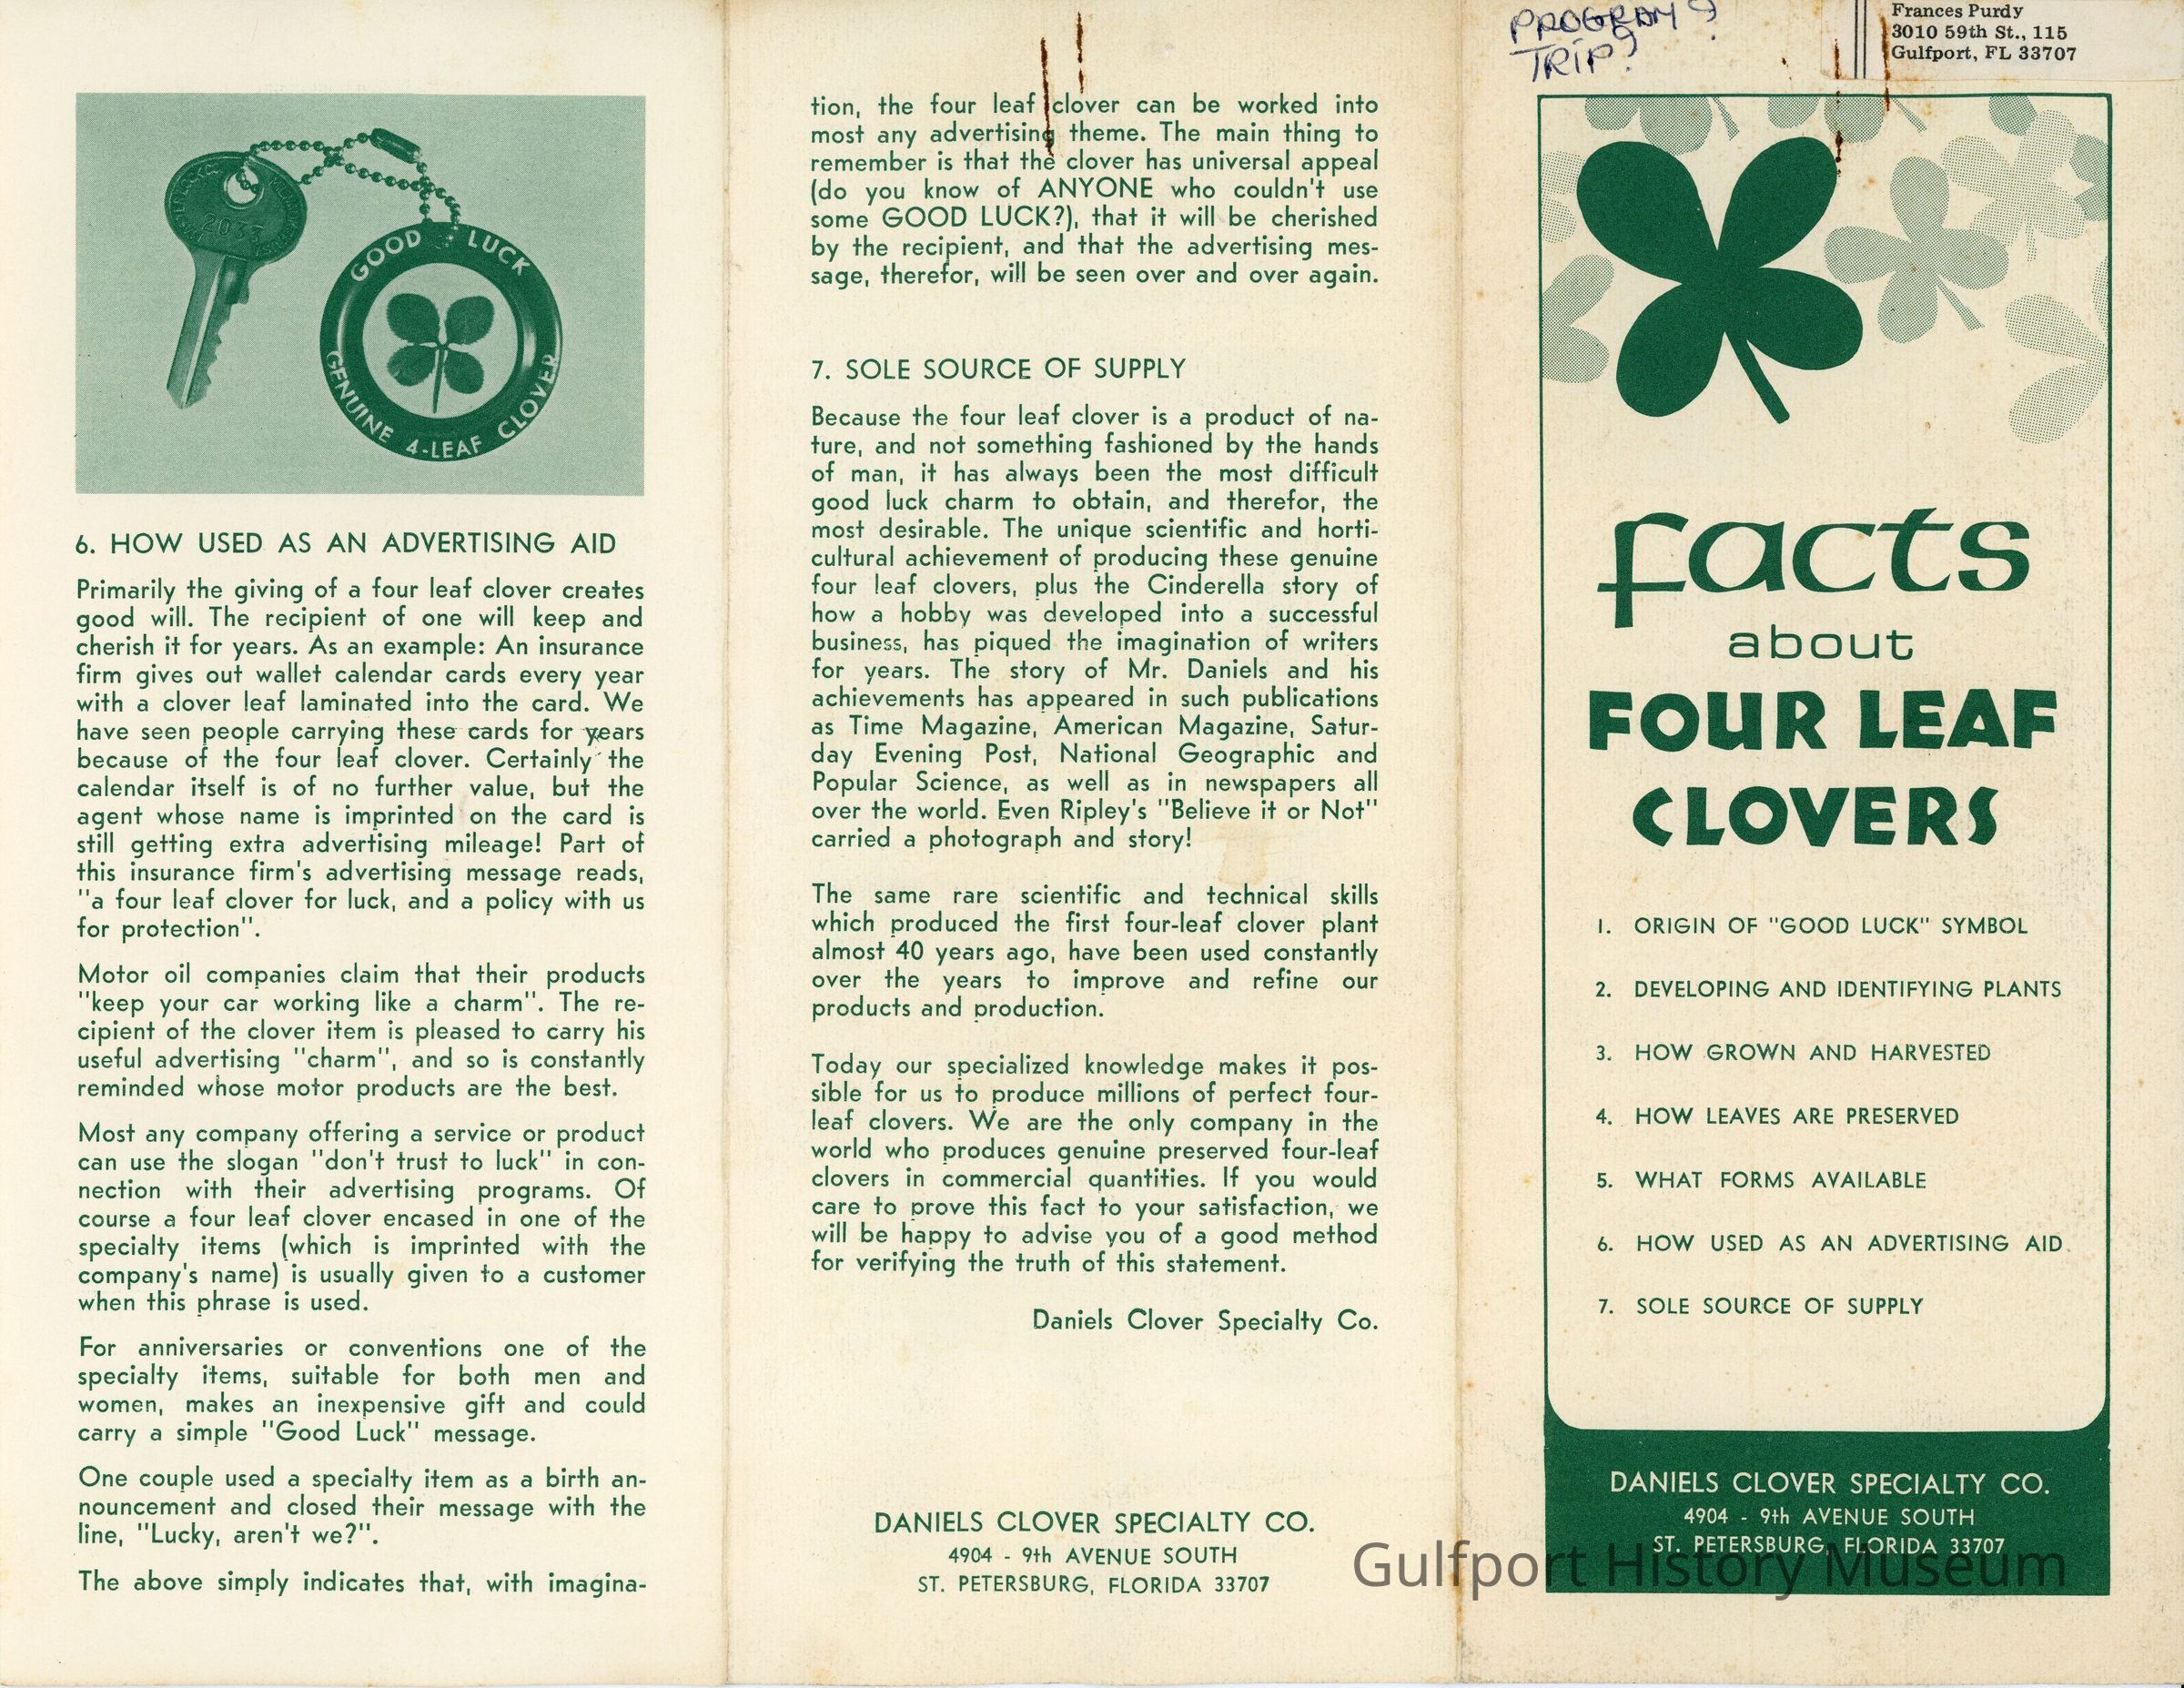 GOOD LUCK
GENUINE 4-LEAF CLOVER
2033
6. HOW USED AS AN ADVERTISING AID
Primarily the giving of a four leaf clover creates
good will. The recipient of one will keep and
cherish it for years. As an example: An insurance
firm gives out wallet calendar cards every year
with a clover leaf laminated into the card. We
have seen people carrying these cards for years
because of the four leaf clover. Certainly the
calendar itself is of no further value, but the
agent whose name is imprinted on the card is
still getting extra advertising mileage! Part of
this insurance firm's advertising message reads,
"a four leaf clover for luck, and a policy with us
for protection".
Motor oil companies claim that their products
"keep your car working like a charm". The re-
cipient of the clover item is pleased to carry his
useful advertising "charm", and so is constantly
reminded whose motor products are the best.
Most any company offering a service or product
can use the slogan "don't trust to luck" in con-
nection with their advertising programs. Of
course a four leaf clover encased in one of the
specialty items (which is imprinted with the
company's name) is usually given to a customer
when this phrase is used.
For anniversaries or conventions one of the
specialty items, suitable for both men and
women, makes an inexpensive gift and could
carry a simple "Good Luck" message.
One couple used a specialty item as a birth an-
nouncement and closed their message with the
line, "Lucky, aren't we?".
The above simply indicates that, with imagina-
tion, the four leaf clover can be worked into
most any advertising theme. The main thing to
remember is that the clover has universal appeal
(do you know of ANYONE who couldn't use
some GOOD LUCK?), that it will be cherished
by the recipient, and that the advertising mes-
sage, therefor, will be seen over and over again.
7. SOLE SOURCE OF SUPPLY
Because the four leaf clover is a product of na-
ture, and not something fashioned by the hands
of man, it has always been the most difficult
good luck charm to obtain, and therefor, the
most desirable. The unique scientific and horti-
cultural achievement of producing these genuine
four leaf clovers, plus the Cinderella story of
how a hobby was developed into a successful
business, has piqued the imagination of writers
for years. The story of Mr. Daniels and his
achievements has appeared in such publications
as Time Magazine, American Magazine, Satur-
day Evening Post, National Geographic and
Popular Science, as well as in newspapers all
over the world. Even Ripley's "Believe it or Not"
carried a photograph and story!
The same rare scientific and technical skills
which produced the first four-leaf clover plant
almost 40 years ago, have been used constantly
over the years to improve and refine our
products and production.
Today our specialized knowledge makes it pos-
sible for us to produce millions of perfect four-
leaf clovers. We are the only company in the
world who produces genuine preserved four-leaf
clovers in commercial quantities. If you would
care to prove this fact to your satisfaction, we
will be happy to advise you of a good method
for verifying the truth of this statement.
Daniels Clover Specialty Co.
DANIELS CLOVER SPECIALTY CO.
4904 - 9th AVENUE SOUTH
ST. PETERSBURG, FLORIDA 33707
PROGRAM?
TRIP?
Frances Purdy
3010 59th St., 115
Gulfport, FL 33707
facts
about
FOUR LEAF
CLOVERS
1. ORIGIN OF "GOOD LUCK" SYMBOL
2. DEVELOPING AND IDENTIFYING PLANTS
3. HOW GROWN AND HARVESTED
4. HOW LEAVES ARE PRESERVED
5. WHAT FORMS AVAILABLE
6. HOW USED AS AN ADVERTISING AID
7. SOLE SOURCE OF SUPPLY
DANIELS CLOVER SPECIALTY CO.
4904 - 9th AVENUE SOUTH
ST. PETERSBURG, FLORIDA 33707
Gulfport History Museum